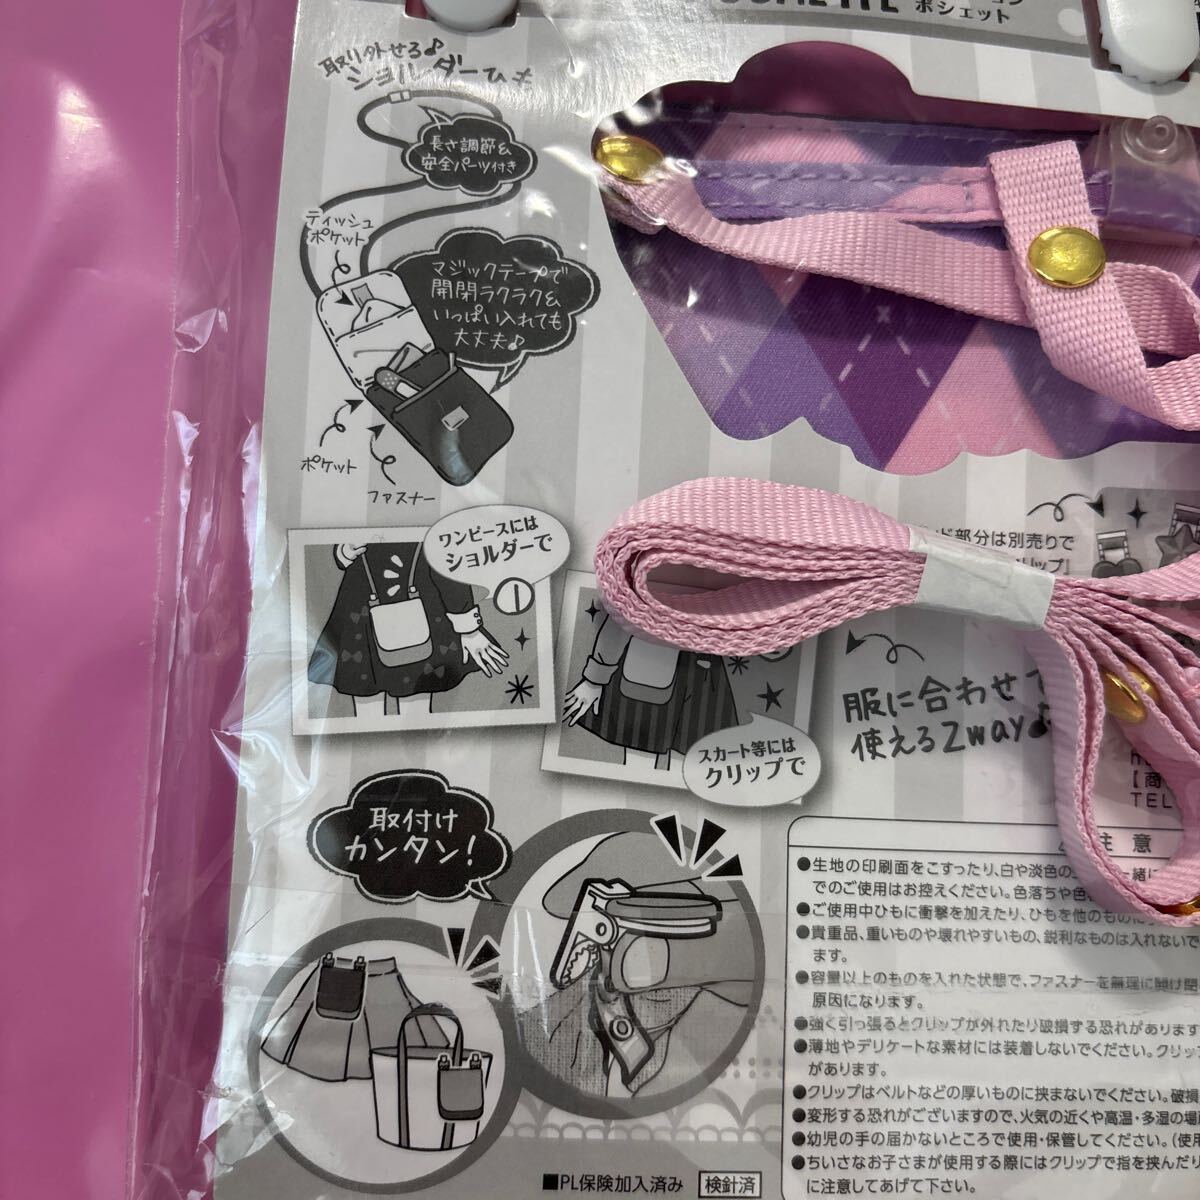 ポシェット
取り外せる♪
ショルダーひも
長さ調節&
安全パーツ付き
ティッシュ
ポケット
マジックテープで
開閉ラクラク&
いっぱい入れても
大丈夫♪
ポケット
ファスナー
ワンピースには
ショルダーで
部分は別売りで
リップ」
スカート等には
クリップで
服に合わせて
使える2way♪
取付け
カンタン!
【商
TEL
注意
●生地の印刷面をこすったり、白や淡色の
でのご使用はお控えください。色落ちや色
●ご使用中ひもに衝撃を加えたり、ひもを他のものに
●貴重品、重いものや壊れやすいもの、鋭利なものは入れないで
ます。
●容量以上のものを入れた状態で、ファスナーを無理に開け閉
原因になります。
●強く引っ張るとクリップが外れたり破損する恐れがあります
●薄地やデリケートな素材には装着しないでください。クリッ
があります。
●クリップはベルトなどの厚いものに挟まないでください。破損
●変形する恐れがございますので、火気の近くや高温・多湿の場
●幼児の手の届かないところで使用・保管してください。(使用
●ちいさなお子さまが使用する際にはクリップで指を挟んだり
に注意してあげて下さい。
■PL保険加入済み 検針済